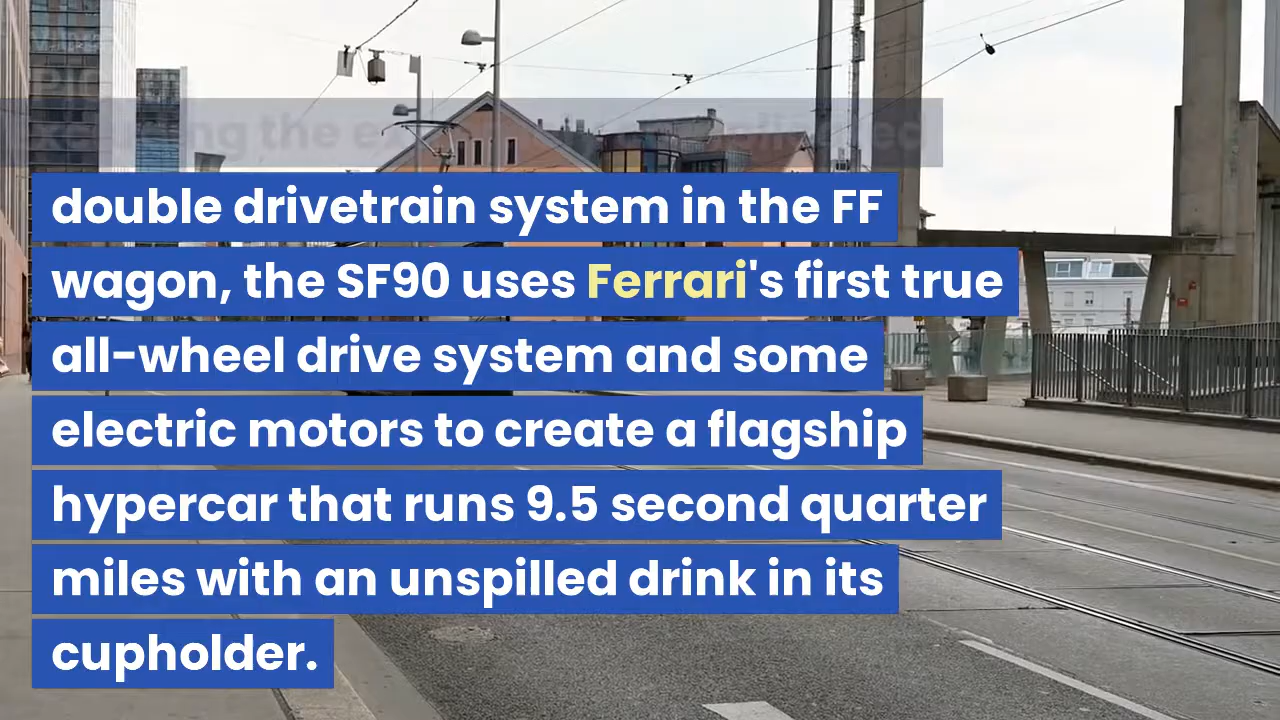 the
double drivetrain system in the FF
wagon, the SF90 uses Ferrari's first true
all-wheel drive system and some
electric motors to create a flagship
hypercar that runs 9.5 second quarter
miles with an unspilled drink in its
cupholder.